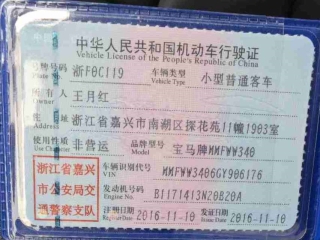 中华人民共和国机动车行驶证
Vehicle License of the People's Republic of China
号牌号码 浙F0C119 车辆类型 小型普通客车
Plate No. Vehicle Type
所有人 王月红
Owner
住址 浙江省嘉兴市南湖区探花苑11幢1903室
Address
使用性质 非营运 品牌型号 宝马牌MMFWW340
Use Character Model
浙江省嘉兴
市公安局交
通警察支队
车辆识别代号 MMFWW3406GY906176
VIN
发动机号码 B1171413N20B20A
Engine No.
注册日期 2016-11-10 发证日期 2016-11-10
Register Date Issue Date